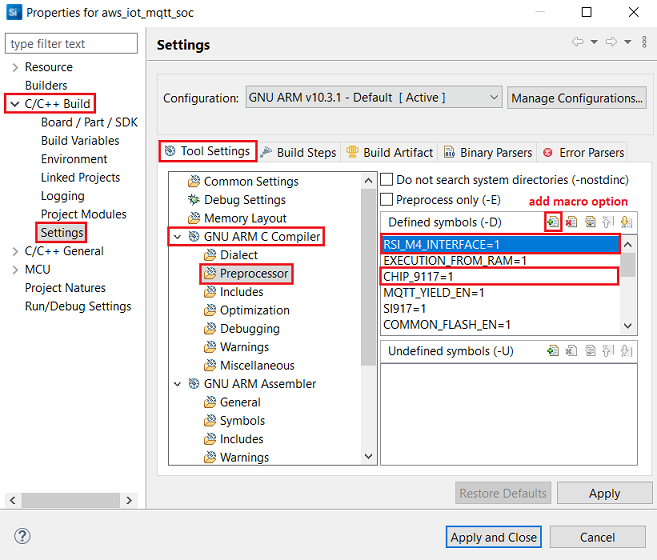 Si Properties for aws_iot_mqtt_soc
type filter text
Resource
Builders
C/C++ Build
Board / Part / SDK
Build Variables
Environment
Linked Projects
Logging
Project Modules
Settings
C/C++ General
MCU
Project Natures
Run/Debug Settings
Settings
Configuration: GNU ARM v10.3.1 - Default [ Active ] Manage Configurations...
Tool Settings Build Steps Build Artifact Binary Parsers Error Parsers
Common Settings
Debug Settings
Memory Layout
GNU ARM C Compiler
Dialect
Preprocessor
Includes
Optimization
Debugging
Warnings
Miscellaneous
GNU ARM Assembler
General
Symbols
Includes
Warnings
Do not search system directories (-nostdinc)
Preprocess only (-E) add macro option
Defined symbols (-D)
RSI_M4_INTERFACE=1
EXECUTION_FROM_RAM=1
CHIP_9117=1
MQTT_YIELD_EN=1
SI917=1
COMMON_FLASH_EN=1
Undefined symbols (-U)
Restore Defaults Apply
? Apply and Close Cancel